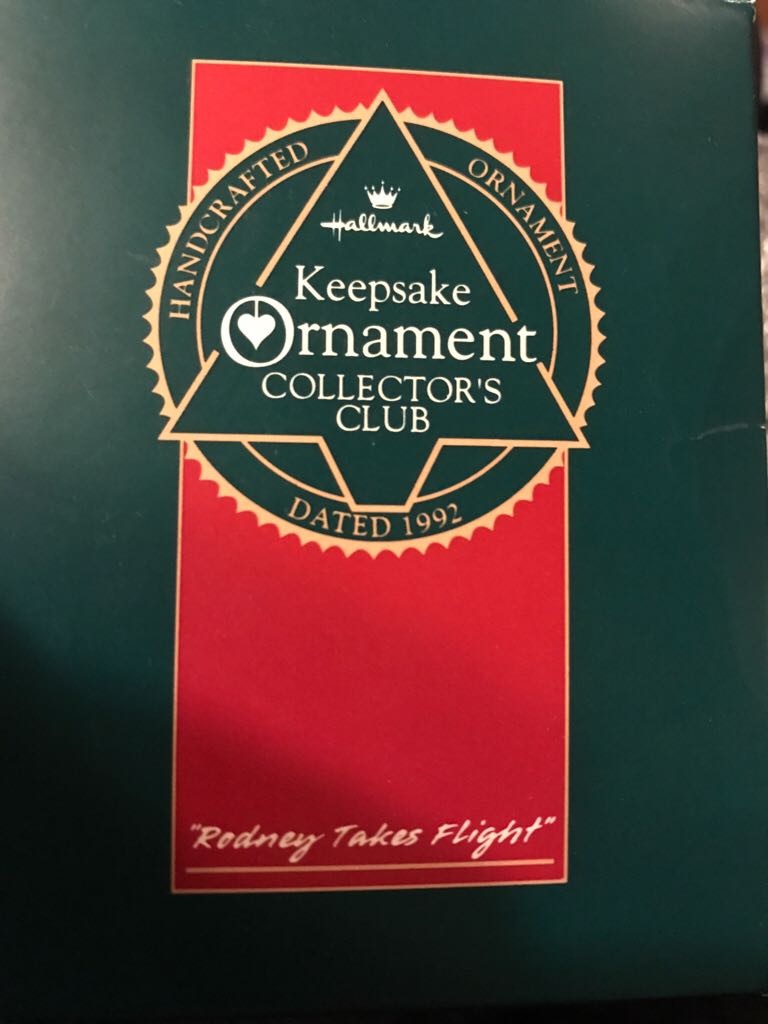 HANDCRAFTED
ORNAMENT
Hallmark
Keepsake
Ornament
COLLECTOR'S
CLUB
DATED 1992
"Rodney Takes Flight"